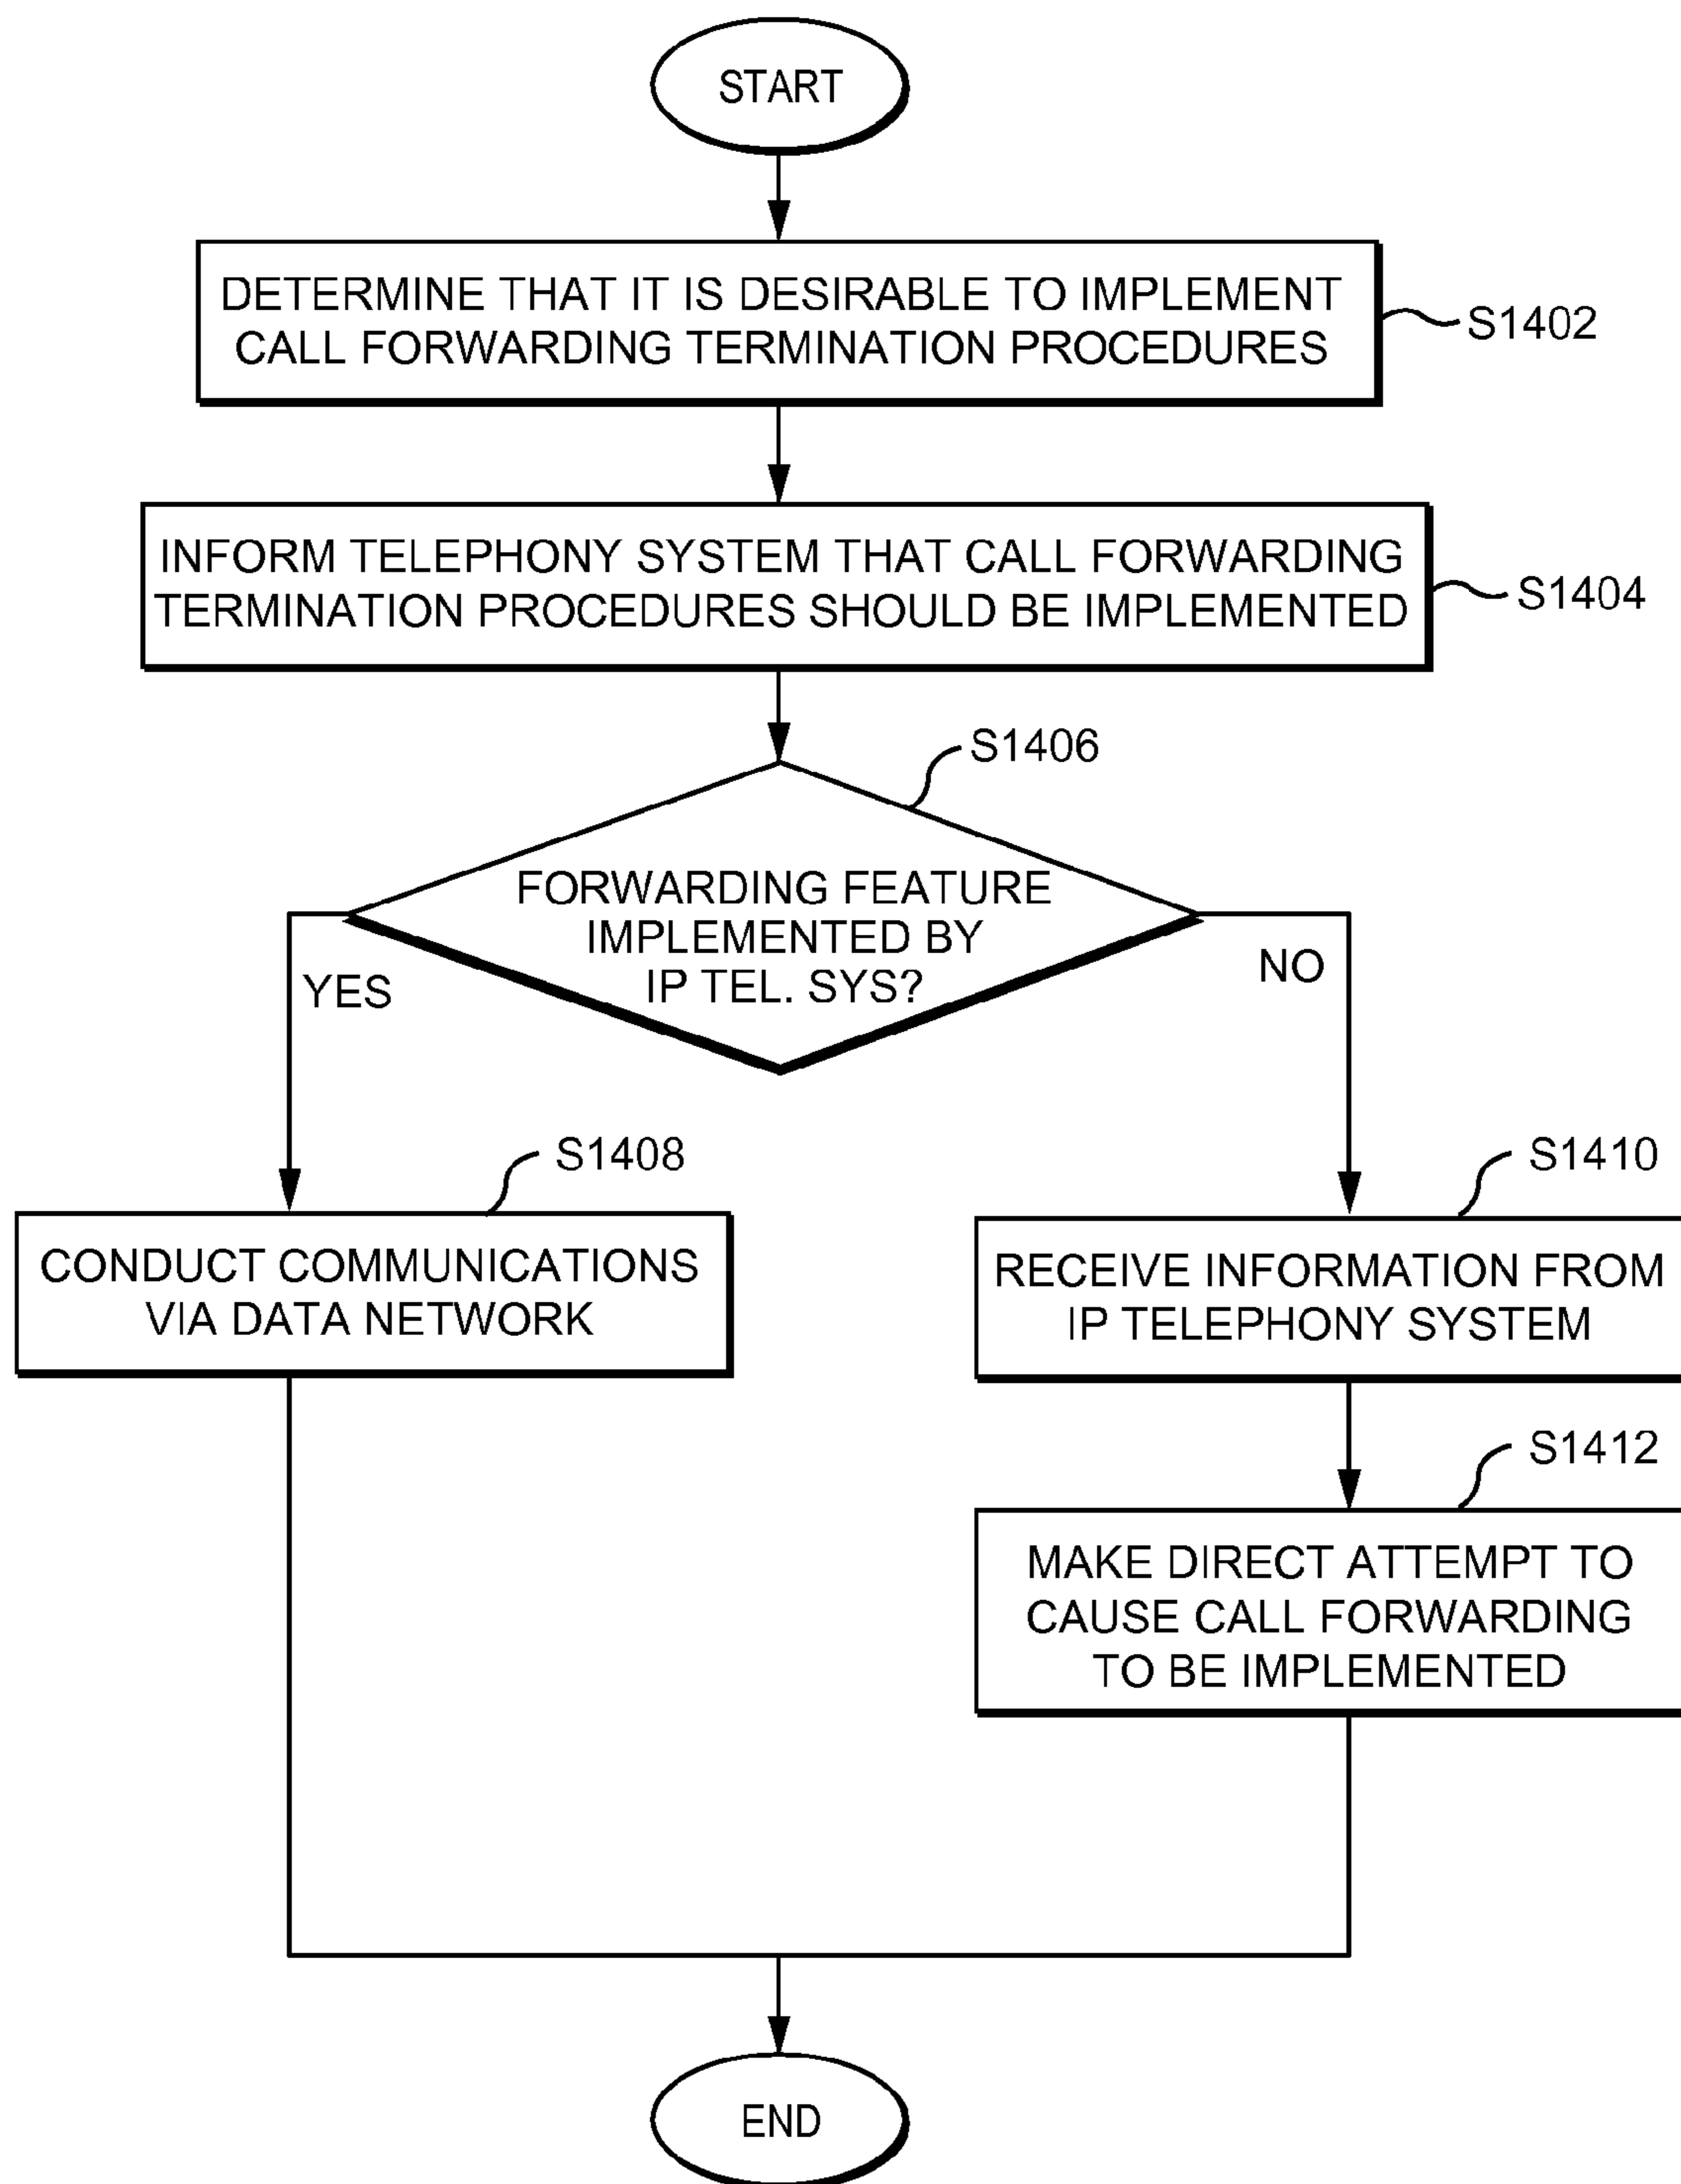 START
DETERMINE THAT IT IS DESIRABLE TO IMPLEMENT
CALL FORWARDING TERMINATION PROCEDURES
S1402
INFORM TELEPHONY SYSTEM THAT CALL FORWARDING
TERMINATION PROCEDURES SHOULD BE IMPLEMENTED
S1404
S1406
FORWARDING FEATURE
IMPLEMENTED BY
IP TEL. SYS?
YES
NO
S1408
CONDUCT COMMUNICATIONS
VIA DATA NETWORK
S1410
RECEIVE INFORMATION FROM
IP TELEPHONY SYSTEM
S1412
MAKE DIRECT ATTEMPT TO
CAUSE CALL FORWARDING
TO BE IMPLEMENTED
END